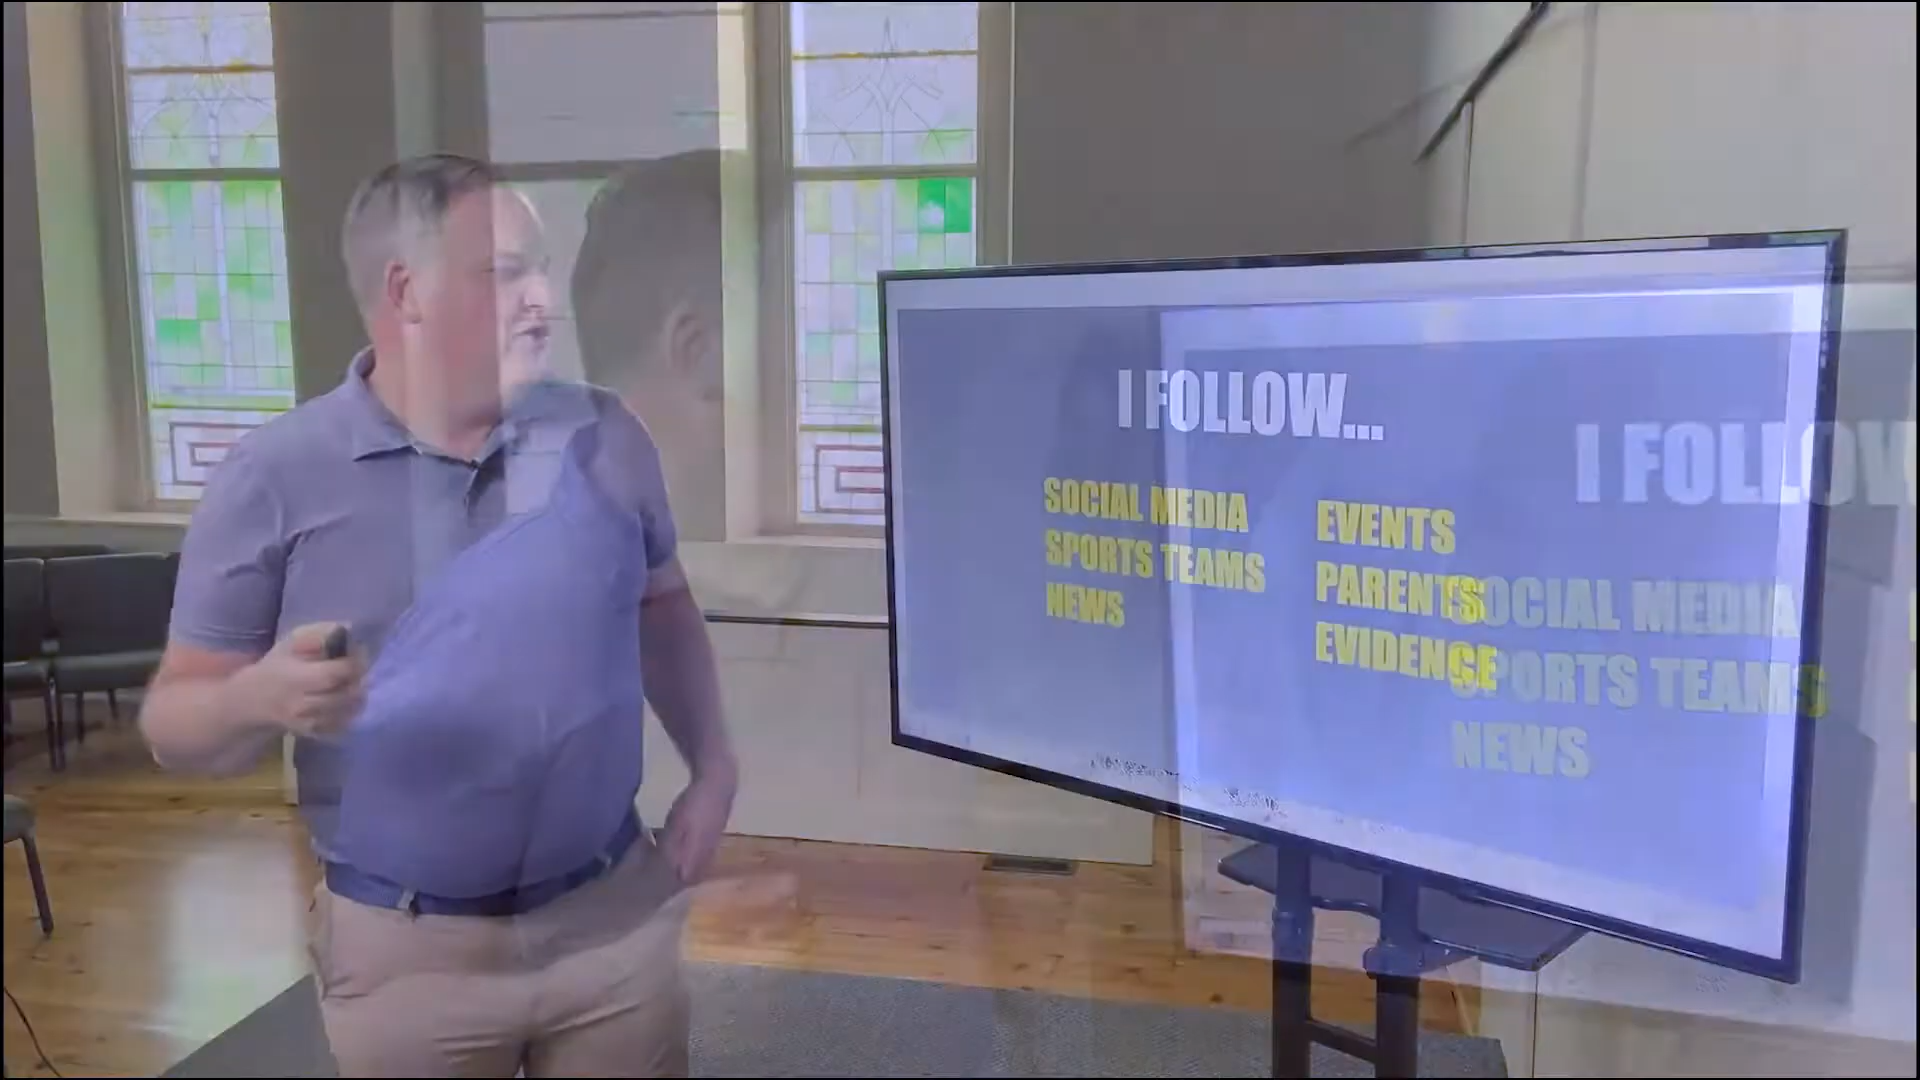 I FOLLOW...
SOCIAL MEDIA
SPORTS TEAMS
NEWS
EVENTS
PARENTS
EVIDENCE
I FOLLOW
SOCIAL MEDIA
SPORTS TEAMS
NEWS